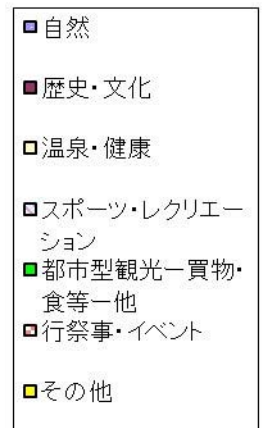 自然
歴史・文化
温泉・健康
スポーツ・レクリエー
ション
都市型観光ー買物・
食等ー他
行祭事・イベント
その他